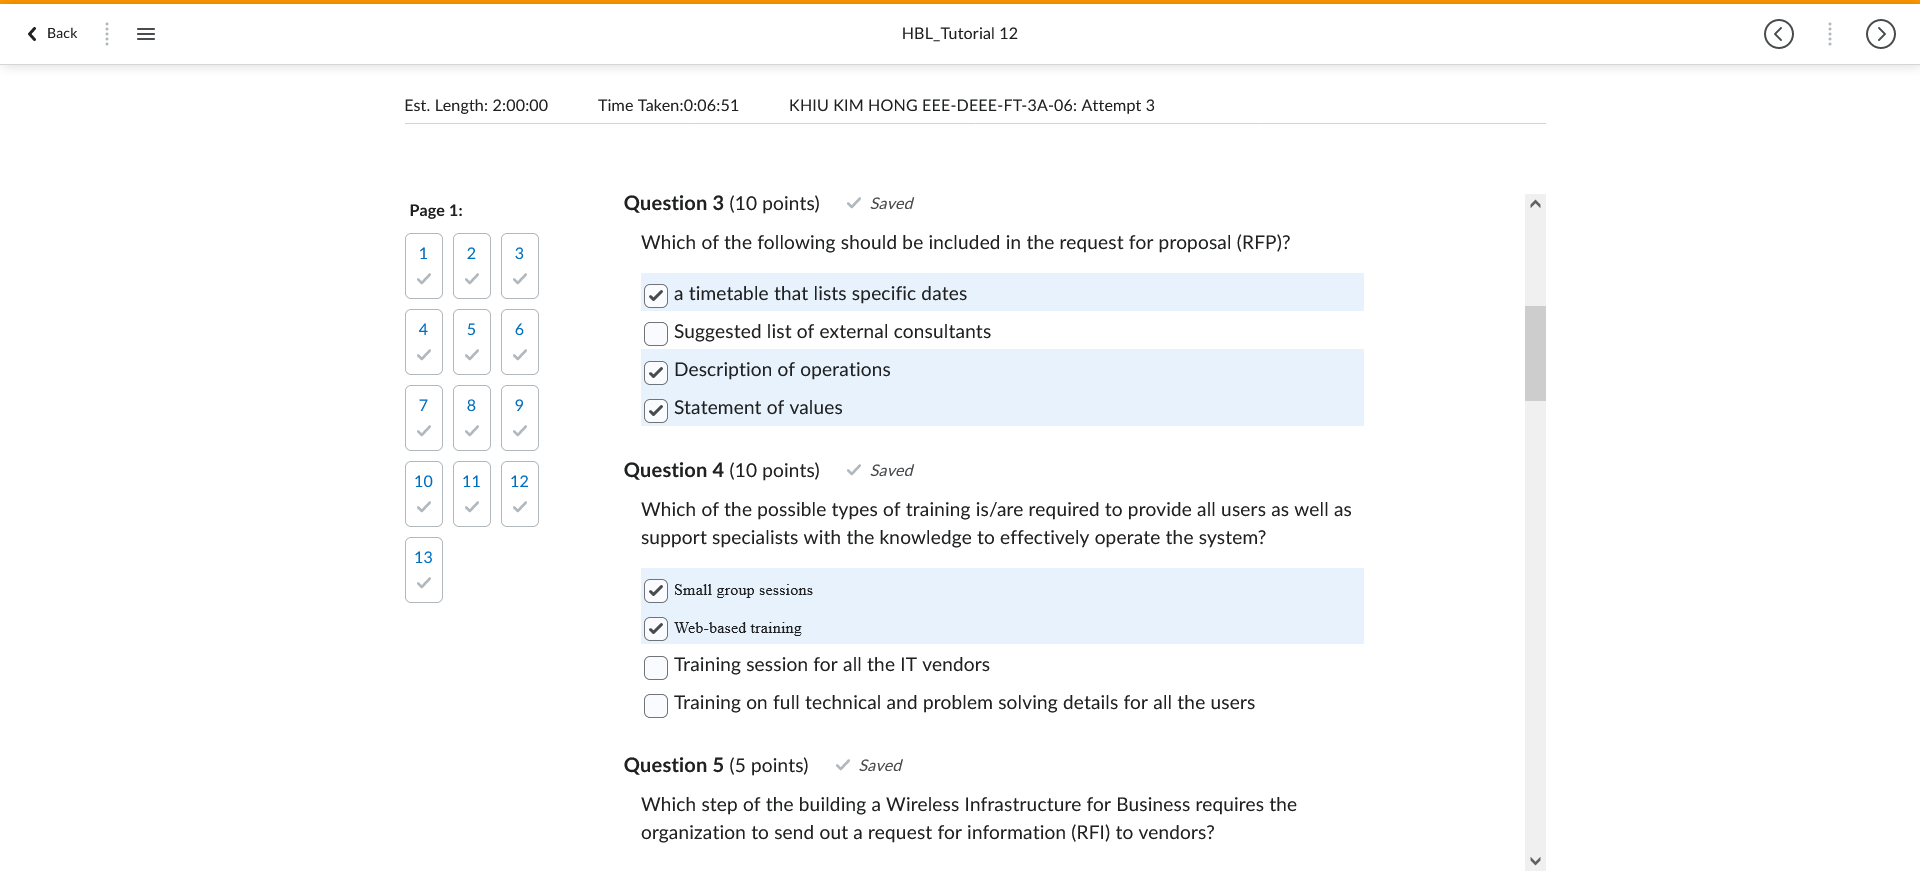 Back
HBL_Tutorial 12
Est. Length: 2:00:00 Time Taken:0:06:51 KHIU KIM HONG EEE-DEEE-FT-3A-06: Attempt 3
Page 1:
1 2 3
4 5 6
7 8 9
10 11 12
13
Question 3 (10 points) Saved
Which of the following should be included in the request for proposal (RFP)?
a timetable that lists specific dates
Suggested list of external consultants
Description of operations
Statement of values
Question 4 (10 points) Saved
Which of the possible types of training is/are required to provide all users as well as
support specialists with the knowledge to effectively operate the system?
Small group sessions
Web-based training
Training session for all the IT vendors
Training on full technical and problem solving details for all the users
Question 5 (5 points) Saved
Which step of the building a Wireless Infrastructure for Business requires the
organization to send out a request for information (RFI) to vendors?